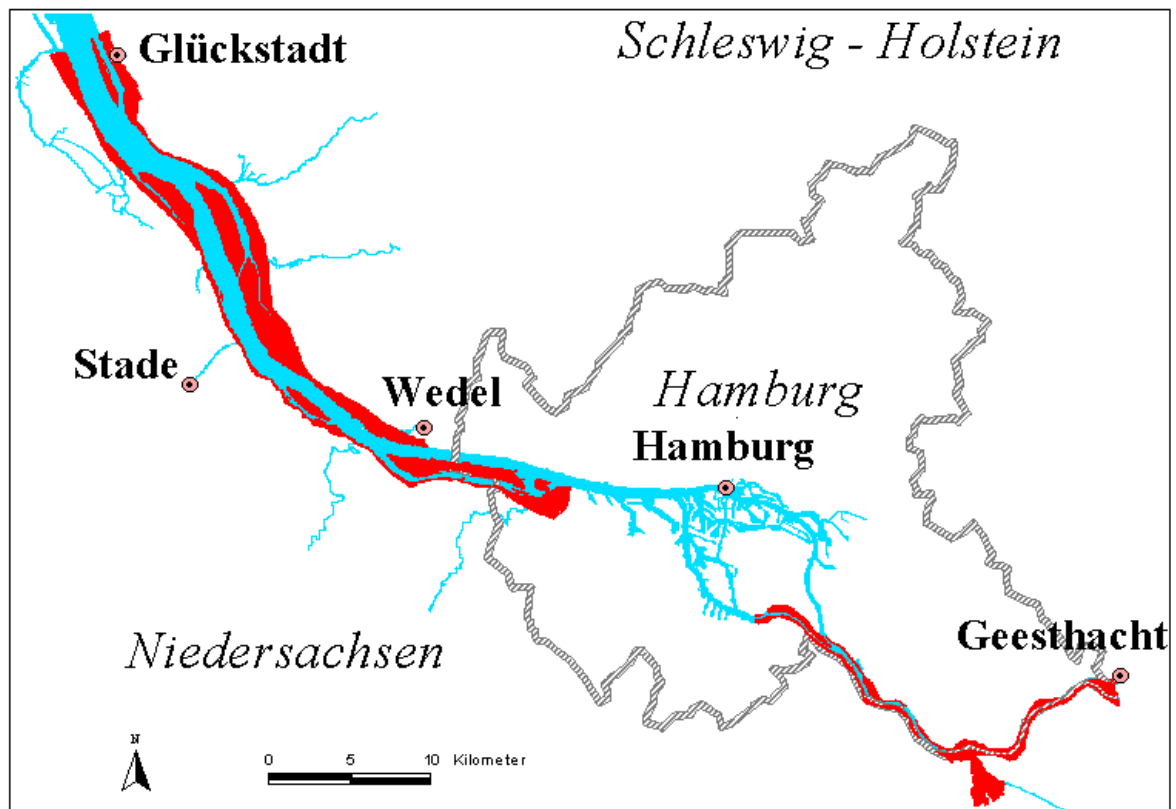 Glückstadt
Schleswig - Holstein
Stade
Wedel
Hamburg
Hamburg
Niedersachsen
Geesthacht
N
0 5 10 Kilometer